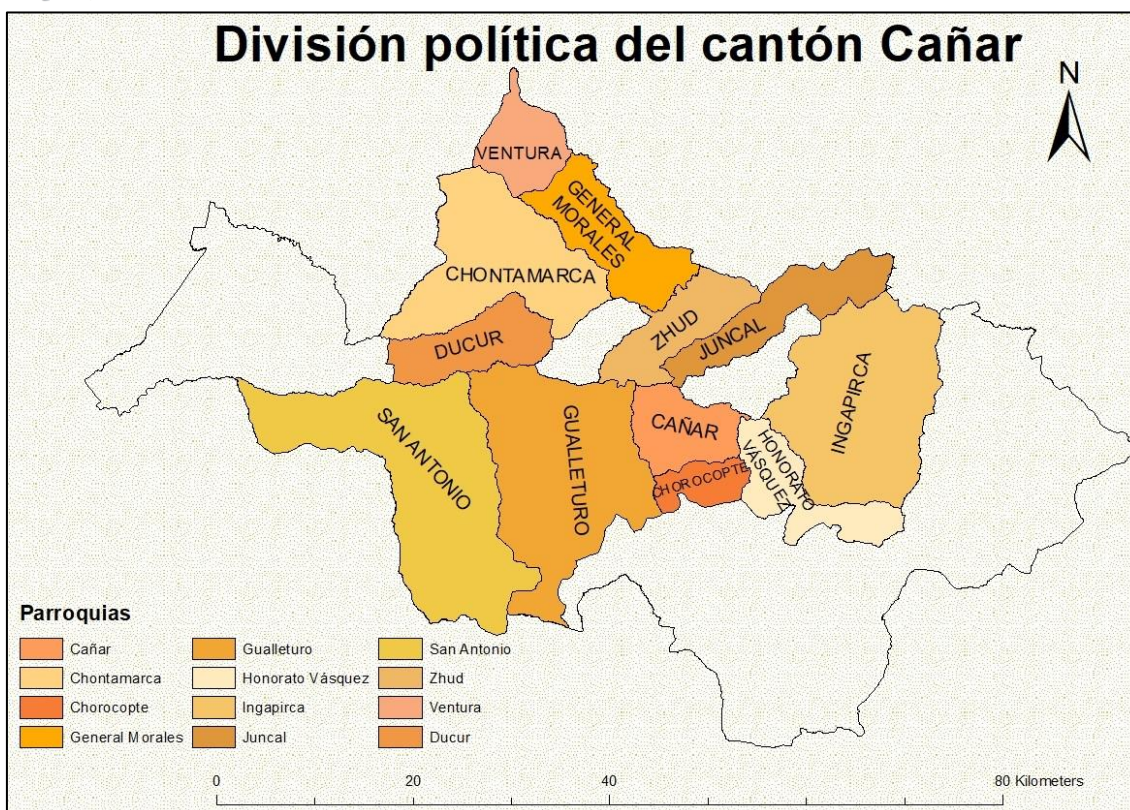 División política del cantón Cañar
N
VENTURA
GENERAL
MORALES
CHONTAMARCA
ZHUD
JUNCAL
DUCUR
SAN ANTONIO
GUALLETURO
CAÑAR
CHOROCOPTE
HONORATO
VÁSQUEZ
INGAPIRCA
Parroquias
Cañar
Chontamarca
Chorocopte
General Morales
Gualleturo
Honorato Vásquez
Ingapirca
Juncal
San Antonio
Zhud
Ventura
Ducur
0 20 40 80 Kilometers